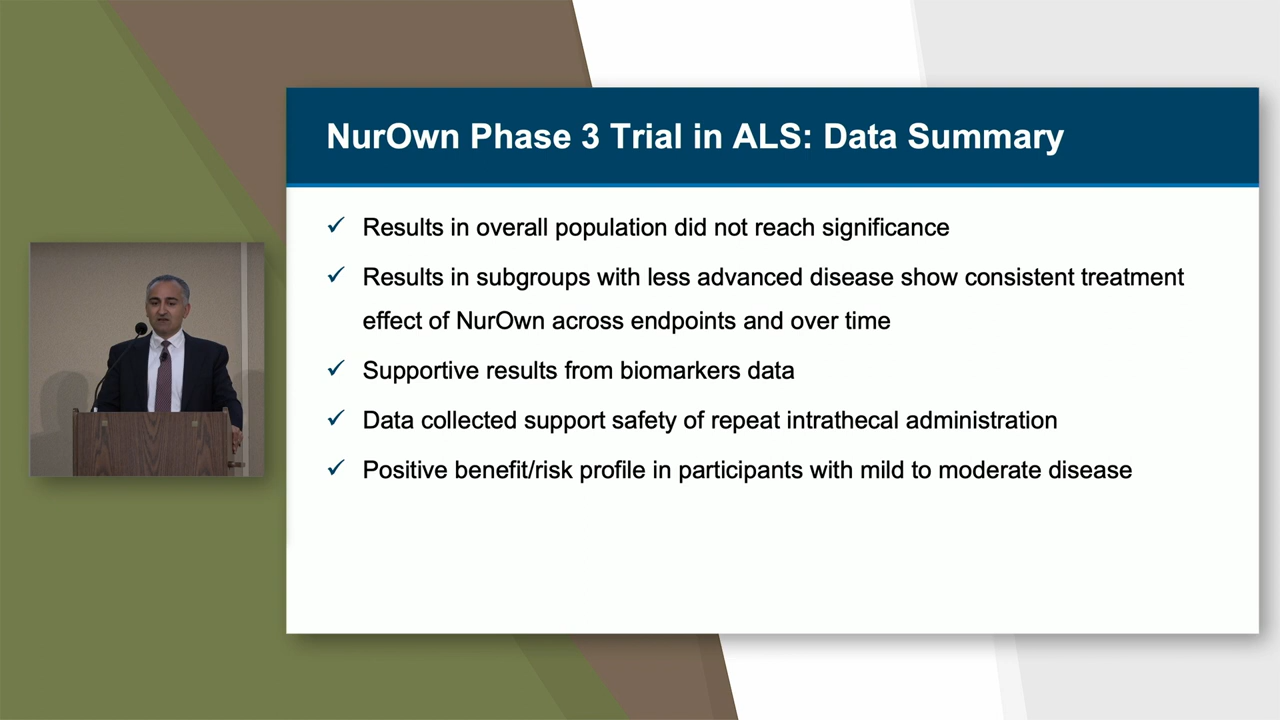 NurOwn Phase 3 Trial in ALS: Data Summary
✓ Results in overall population did not reach significance
✓ Results in subgroups with less advanced disease show consistent treatment
effect of NurOwn across endpoints and over time
✓ Supportive results from biomarkers data
✓ Data collected support safety of repeat intrathecal administration
✓ Positive benefit/risk profile in participants with mild to moderate disease